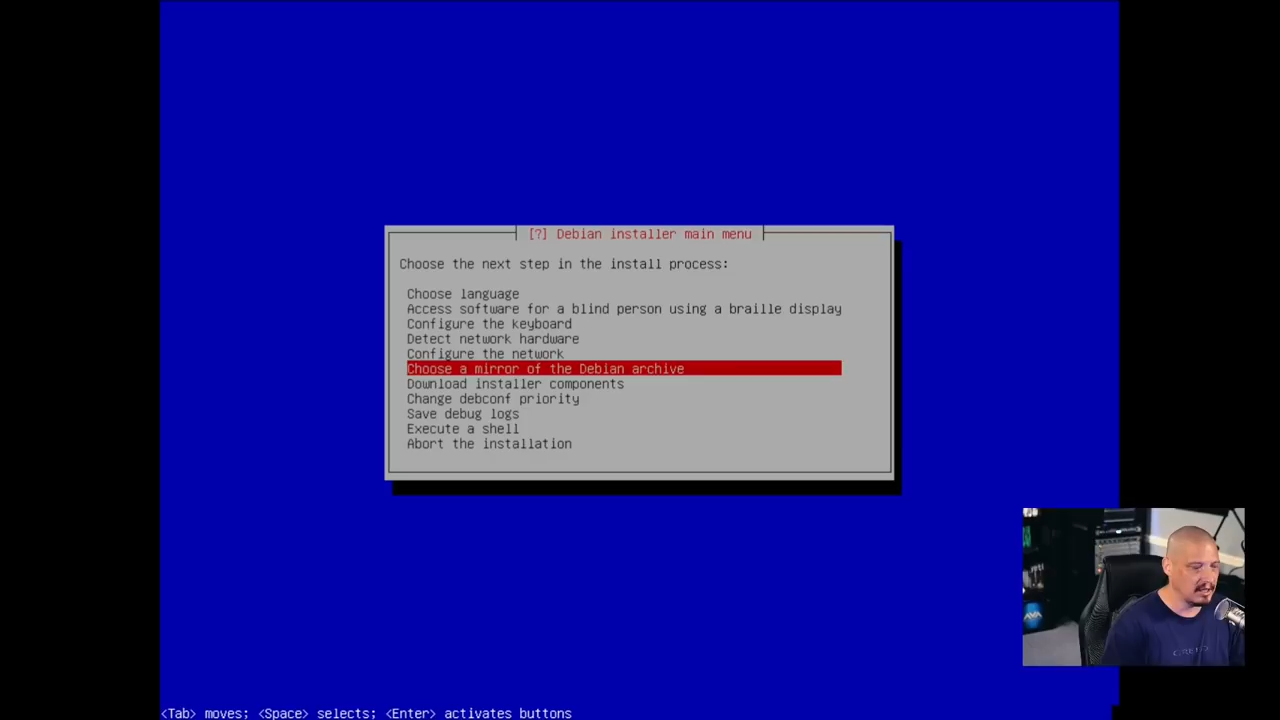 [?] Debian installer main menu
Choose the next step in the install process:
Choose language
Access software for a blind person using a braille display
Configure the keyboard
Detect network hardware
Configure the network
Choose a mirror of the Debian archive
Download installer components
Change debconf priority
Save debug logs
Execute a shell
Abort the installation
<Tab> moves; <Space> selects; <Enter> activates buttons